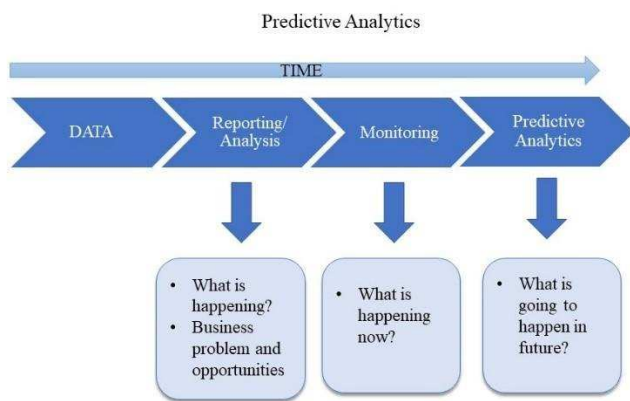 Predictive Analytics
TIME
DATA
Reporting/
Analysis
Monitoring
Predictive
Analytics
• What is
happening?
• Business
problem and
opportunities
• What is
happening
now?
• What is
going to
happen in
future?